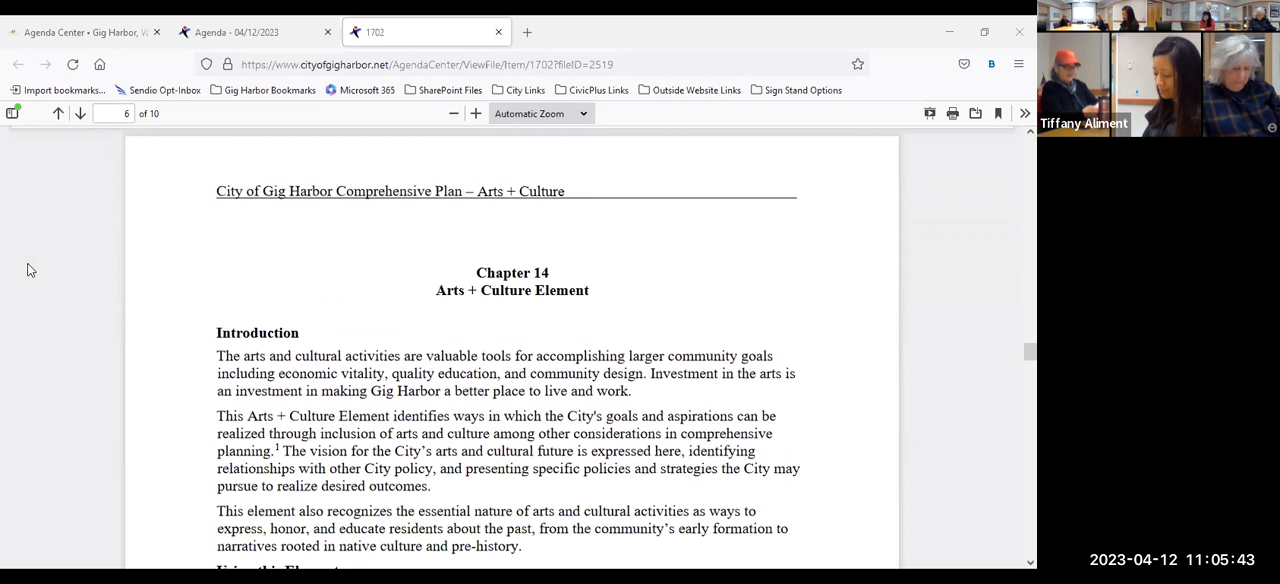 Agenda Center • Gig Harbor, W
Agenda - 04/12/2023
1702
https://www.cityofgigharbor.net/AgendaCenter/ViewFile/Item/1702?fileID=2519
B
Import bookmarks... Sendio Opt-Inbox Gig Harbor Bookmarks Microsoft 365 SharePoint Files City Links CivicPlus Links Outside Website Links Sign Stand Options
6 of 10 Automatic Zoom
City of Gig Harbor Comprehensive Plan – Arts + Culture
Chapter 14
Arts + Culture Element
Introduction
The arts and cultural activities are valuable tools for accomplishing larger community goals
including economic vitality, quality education, and community design. Investment in the arts is
an investment in making Gig Harbor a better place to live and work.
This Arts + Culture Element identifies ways in which the City's goals and aspirations can be
realized through inclusion of arts and culture among other considerations in comprehensive
planning.1 The vision for the City’s arts and cultural future is expressed here, identifying
relationships with other City policy, and presenting specific policies and strategies the City may
pursue to realize desired outcomes.
This element also recognizes the essential nature of arts and cultural activities as ways to
express, honor, and educate residents about the past, from the community’s early formation to
narratives rooted in native culture and pre-history.
Using this Element
Tiffany Aliment
2023-04-12 11:05:43